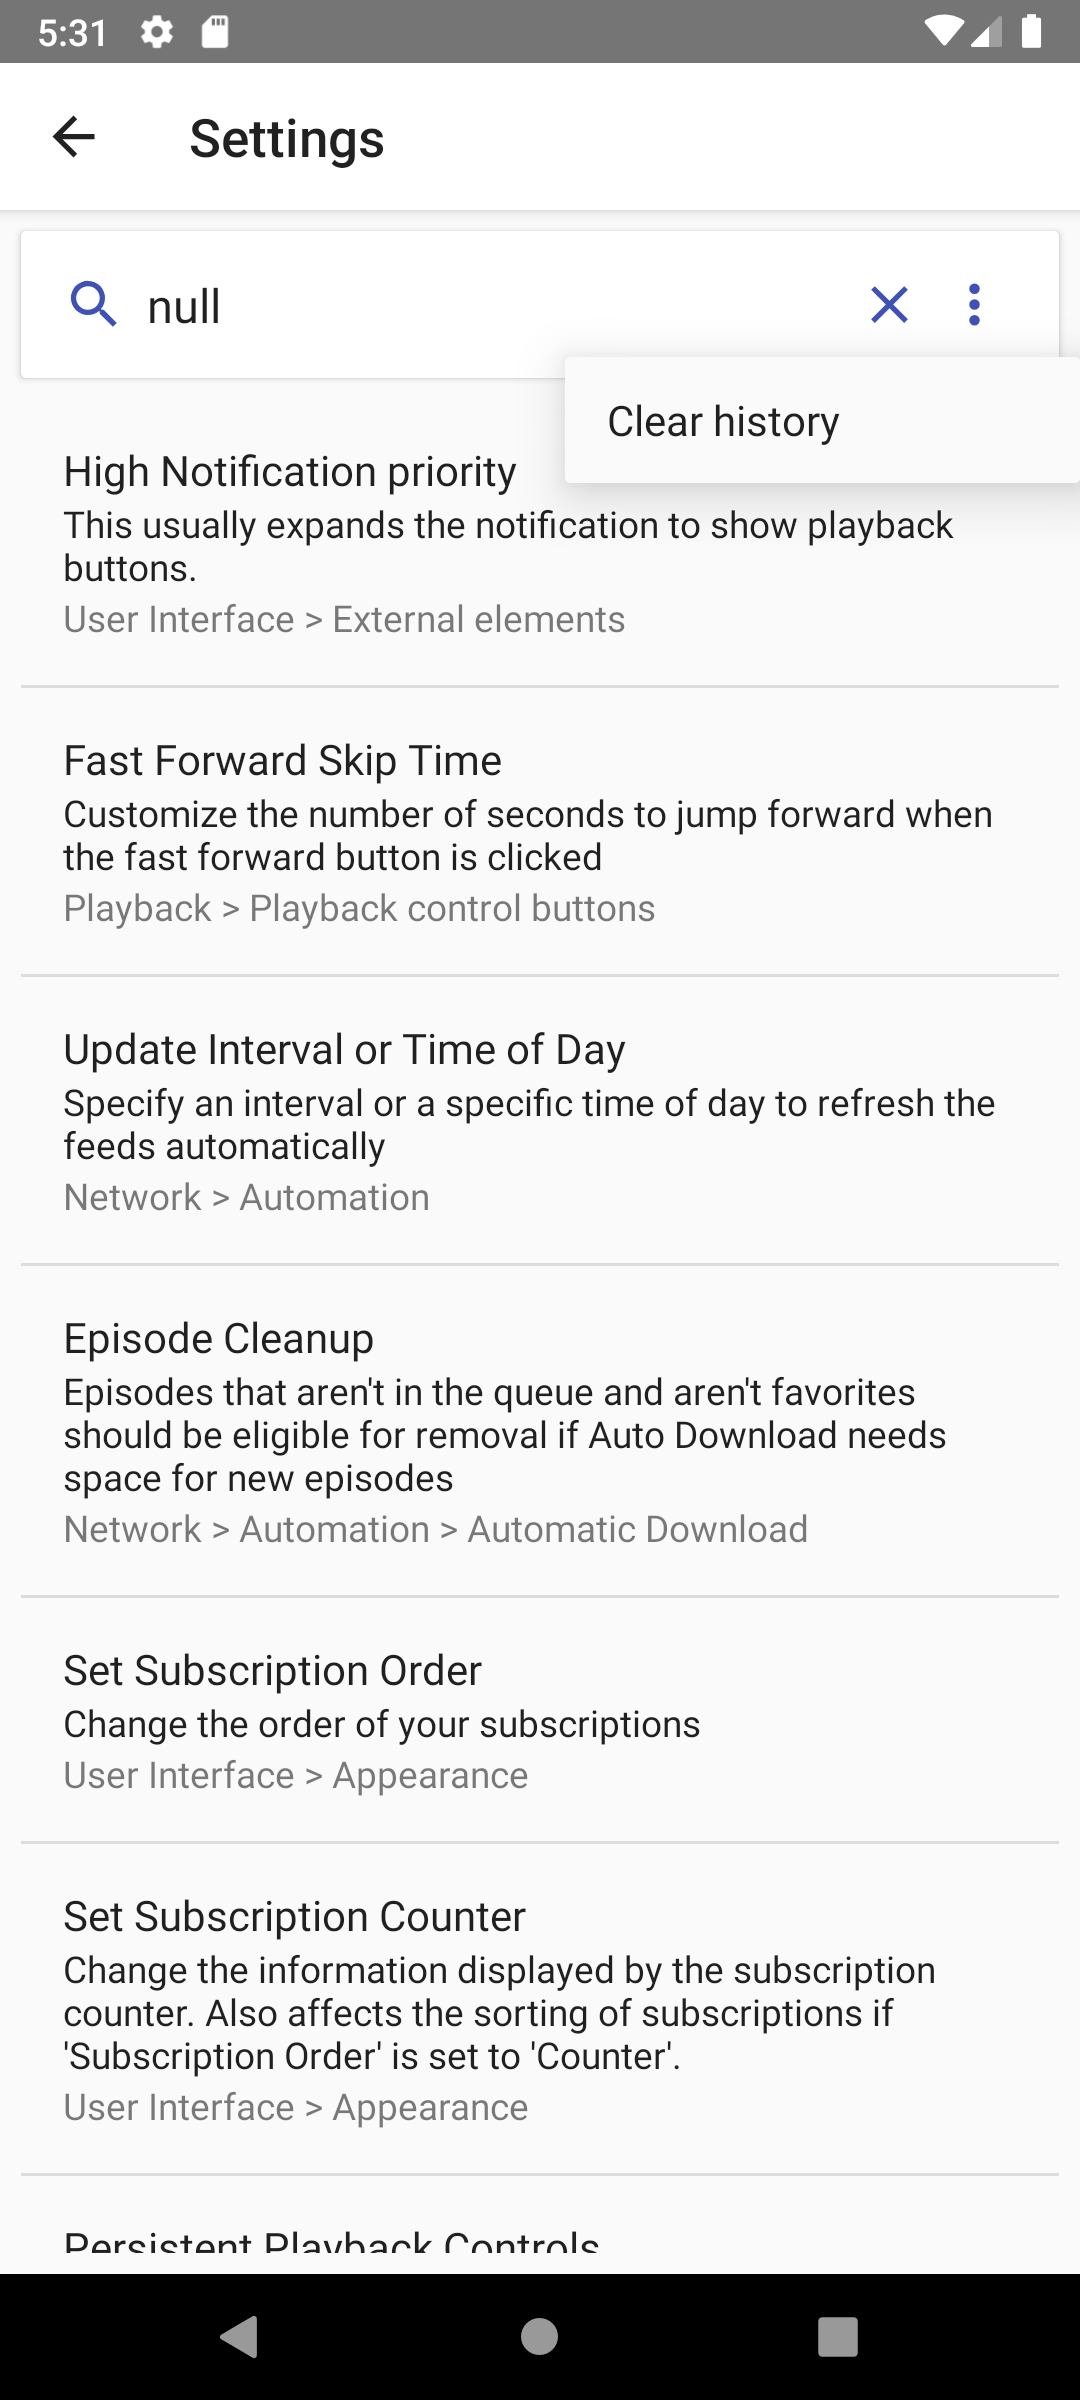 5:31
Settings
null
Clear history
High Notification priority
This usually expands the notification to show playback
buttons.
User Interface > External elements
Fast Forward Skip Time
Customize the number of seconds to jump forward when
the fast forward button is clicked
Playback > Playback control buttons
Update Interval or Time of Day
Specify an interval or a specific time of day to refresh the
feeds automatically
Network > Automation
Episode Cleanup
Episodes that aren't in the queue and aren't favorites
should be eligible for removal if Auto Download needs
space for new episodes
Network > Automation > Automatic Download
Set Subscription Order
Change the order of your subscriptions
User Interface > Appearance
Set Subscription Counter
Change the information displayed by the subscription
counter. Also affects the sorting of subscriptions if
'Subscription Order' is set to 'Counter'.
User Interface > Appearance
Persistent Playback Controls